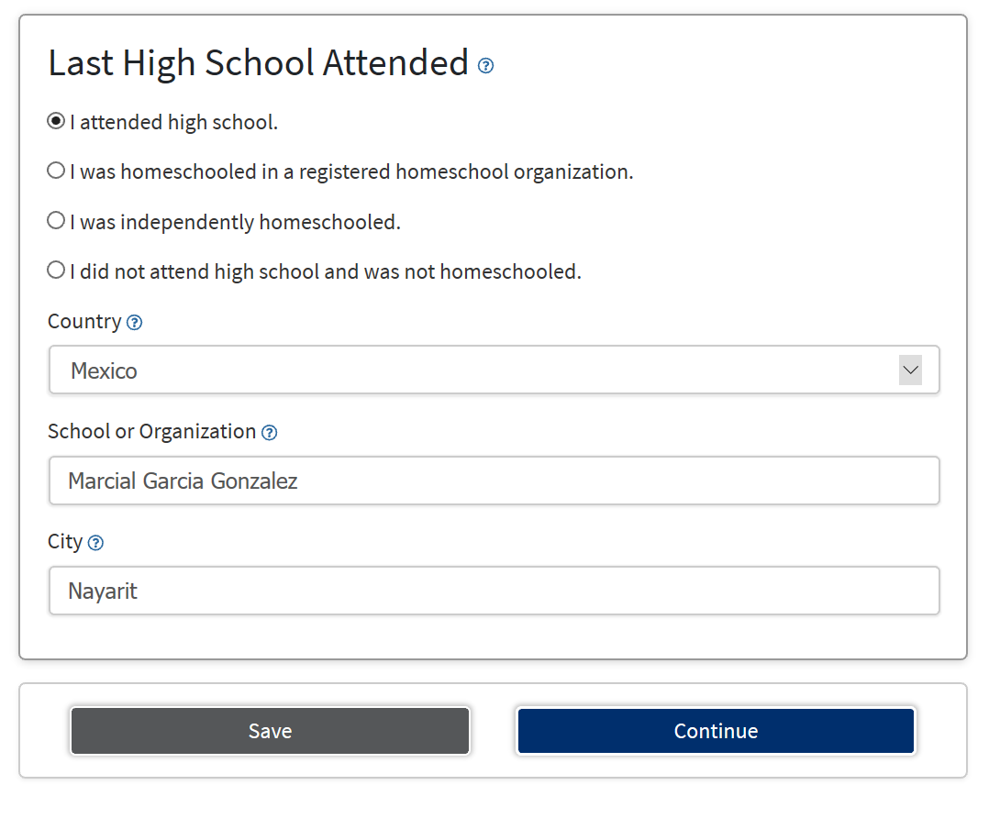 Last High School Attended
I attended high school.
I was homeschooled in a registered homeschool organization.
I was independently homeschooled.
I did not attend high school and was not homeschooled.
Country
Mexico
School or Organization
Marcial Garcia Gonzalez
City
Nayarit
Save
Continue